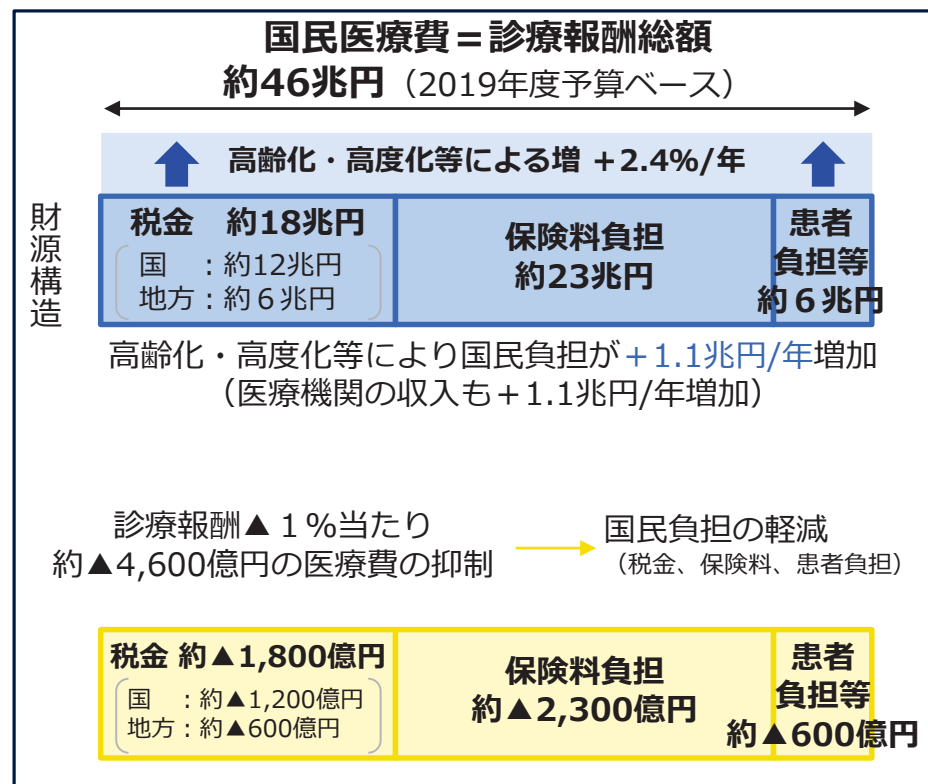 国民医療費＝診療報酬総額
約46兆円（2019年度予算ベース）
高齢化・高度化等による増 +2.4%/年
財源構造
税金　約18兆円
国　：約12兆円
地方：約６兆円
保険料負担
約23兆円
患者
負担等
約６兆円
高齢化・高度化等により国民負担が＋1.1兆円/年増加
（医療機関の収入も＋1.1兆円/年増加）
診療報酬▲１%当たり
約▲4,600億円の医療費の抑制
国民負担の軽減
（税金、保険料、患者負担）
税金 約▲1,800億円
国　：約▲1,200億円
地方：約▲600億円
保険料負担
約▲2,300億円
患者
負担等
約▲600億円